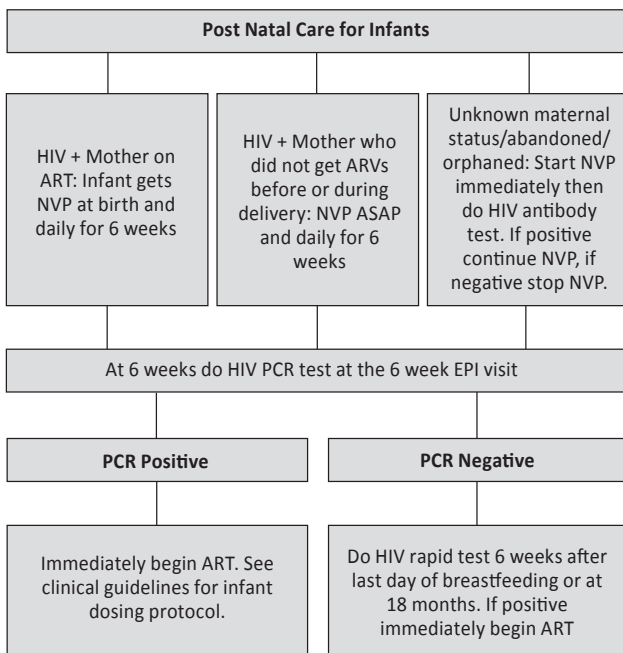 Post Natal Care for Infants
HIV + Mother on
ART: Infant gets
NVP at birth and
daily for 6 weeks
HIV + Mother who
did not get ARVs
before or during
delivery: NVP ASAP
and daily for 6
weeks
Unknown maternal
status/abandoned/
orphaned: Start NVP
immediately then
do HIV antibody
test. If positive
continue NVP, if
negative stop NVP.
At 6 weeks do HIV PCR test at the 6 week EPI visit
PCR Positive
PCR Negative
Immediately begin ART. See
clinical guidelines for infant
dosing protocol.
Do HIV rapid test 6 weeks after
last day of breastfeeding or at
18 months. If positive
immediately begin ART